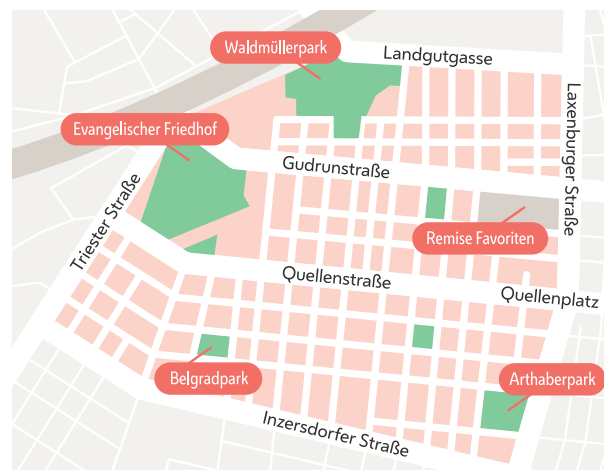 Waldmüllerpark
Landgutgasse
Laxenburger Straße
Evangelischer Friedhof
Gudrunstraße
Triester Straße
Remise Favoriten
Quellenstraße
Quellenplatz
Belgradpark
Arthaberpark
Inzersdorfer Straße